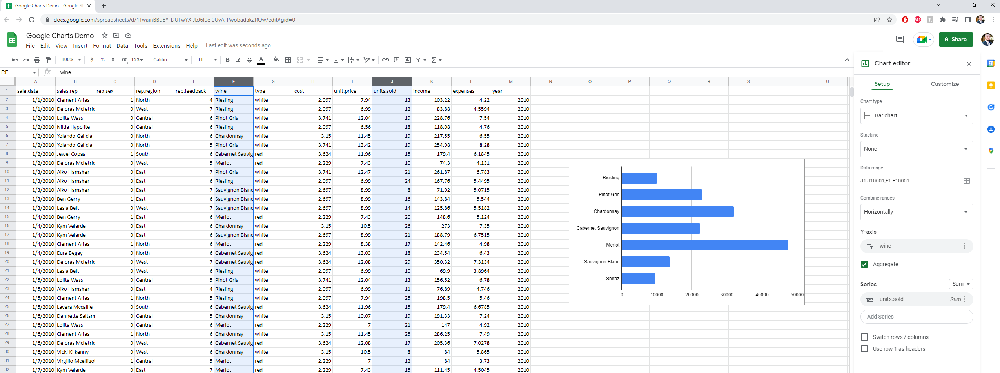 Google Charts Demo - Google Sh
docs.google.com/spreadsheets/d/1TwainBBuBY_DUFwYXfJbJ6I0eI0UvA_Pwobadak2ROw/edit#gid=0
Google Charts Demo
Share
File Edit View Insert Format Data Tools Extensions Help Last edit was seconds ago
100% $ % .0 .00 123 Calibri 11 B I S A
F:F fx wine
A B C D E F G H I J K L M N O P Q R S T U
1 sale.date sales.rep rep.sex rep.region rep.feedback wine type cost unit.price units.sold income expenses year
2 1/1/2010 Clement Arias 1 North 4 Riesling white 2.097 7.94 13 103.22 4.22 2010
3 1/1/2010 Deloras Mcfetric 0 West 7 Riesling white 2.097 6.99 12 83.88 4.5594 2010
4 1/2/2010 Lolita Wass 0 Central 6 Pinot Gris white 3.741 12.04 19 228.76 7.54 2010
5 1/2/2010 Nilda Hypolite 0 Central 6 Riesling white 2.097 6.56 18 118.08 4.76 2010
6 1/2/2010 Yolando Galicia 0 North 6 Chardonnay white 3.15 11.45 19 217.55 6.55 2010
7 1/2/2010 Yolando Galicia 0 North 5 Pinot Gris white 3.741 13.42 19 254.98 8.28 2010
8 1/2/2010 Jewel Copas 1 South 6 Cabernet Sauvig red 3.624 11.96 15 179.4 6.1845 2010
9 1/2/2010 Deloras Mcfetric 0 West 5 Merlot red 2.229 7.43 10 74.3 4.131 2010
10 1/3/2010 Aiko Hamsher 0 East 7 Pinot Gris white 3.741 12.47 21 261.87 6.783 2010
11 1/3/2010 Aiko Hamsher 0 East 6 Riesling white 2.097 6.99 24 167.76 5.4495 2010
12 1/3/2010 Aiko Hamsher 0 East 7 Sauvignon Blanc white 2.697 8.99 8 71.92 5.0715 2010
13 1/3/2010 Ben Gerry 1 East 6 Sauvignon Blanc white 2.697 8.99 16 143.84 5.544 2010
14 1/3/2010 Lesia Belt 0 West 7 Sauvignon Blanc white 2.697 8.99 14 125.86 5.5182 2010
15 1/4/2010 Ben Gerry 1 East 6 Merlot red 2.229 7.43 20 148.6 5.124 2010
16 1/4/2010 Kym Velarde 0 East 6 Chardonnay white 3.15 10.5 26 273 7.35 2010
17 1/4/2010 Kym Velarde 0 East 6 Sauvignon Blanc white 2.697 8.99 21 188.79 6.7515 2010
18 1/4/2010 Clement Arias 1 North 6 Merlot red 2.229 8.38 17 142.46 4.98 2010
19 1/4/2010 Eura Begay 0 North 6 Cabernet Sauvig red 3.624 13.03 18 234.54 6.43 2010
20 1/4/2010 Deloras Mcfetric 0 West 7 Cabernet Sauvig red 3.624 12.08 29 350.32 7.3134 2010
21 1/4/2010 Lesia Belt 0 West 6 Riesling white 2.097 6.99 10 69.9 3.8964 2010
22 1/5/2010 Lolita Wass 0 Central 5 Pinot Gris white 3.741 12.04 13 156.52 6.78 2010
23 1/5/2010 Aiko Hamsher 0 East 4 Riesling white 2.097 6.99 11 76.89 4.746 2010
24 1/5/2010 Clement Arias 1 North 5 Riesling white 2.097 7.94 25 198.5 5.46 2010
25 1/5/2010 Lavera Mccallie 0 South 6 Cabernet Sauvig red 3.624 11.96 15 179.4 6.6785 2010
26 1/6/2010 Dannette Saltsm 0 Central 5 Chardonnay white 3.15 10.07 19 191.33 7.24 2010
27 1/6/2010 Lolita Wass 0 Central 6 Merlot red 2.229 7 21 147 4.92 2010
28 1/6/2010 Clement Arias 1 North 6 Chardonnay white 3.15 11.45 25 286.25 7.49 2010
29 1/6/2010 Deloras Mcfetric 0 West 6 Cabernet Sauvig red 3.624 12.08 17 205.36 7.0278 2010
30 1/6/2010 Vicki Kilkenny 0 West 6 Chardonnay white 3.15 10.5 8 84 5.865 2010
31 1/7/2010 Virgilio Mcelligot 1 Central 5 Merlot red 2.229 7 12 84 3.73 2010
32 1/7/2010 Kym Velarde 0 East 7 Merlot red 2.229 7.43 15 111.45 4.5045 2010
Riesling
Pinot Gris
Chardonnay
Cabernet Sauvignon
Merlot
Sauvignon Blanc
Shiraz
0 10000 20000 30000 40000 50000
Chart editor
Setup Customize
Chart type
Bar chart
Stacking
None
Data range
J1:J10001,F1:F10001
Combine ranges
Horizontally
Y-axis
Tт wine
Aggregate
Series Sum
123 units.sold Sum
Add Series
Switch rows / columns
Use row 1 as headers
ABP
31